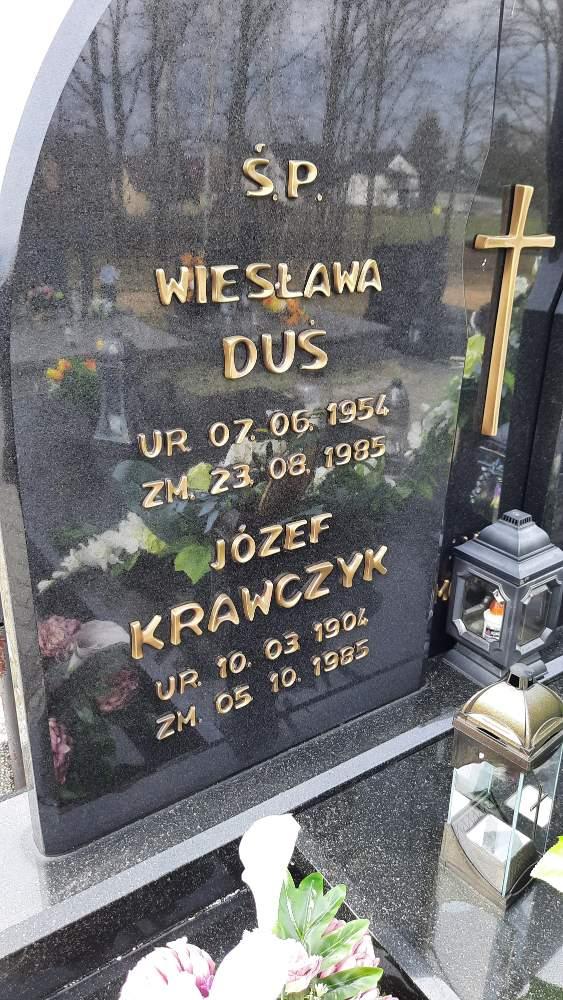 Ś.P.
WIESŁAWA
DUŚ
UR. 07. 06. 1954
ZM. 23. 08. 1985
JÓZEF
KRAWCZYK
UR. 10. 03 1904
ZM. 05. 10. 1985